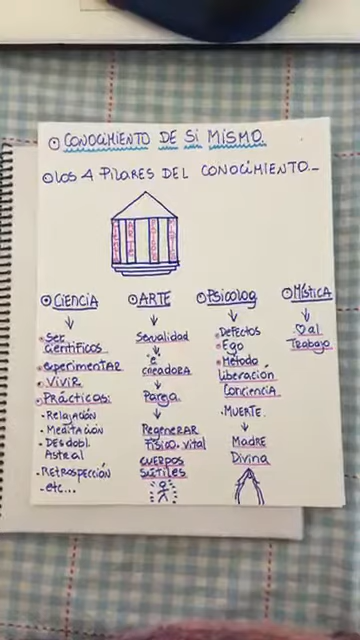 ⊙ CONOCIMIENTO DE SI MISMO.
⊙ LOS 4 PILARES DEL CONOCIMIENTO.-
⊙ CIENCIA
↓
Ser
científicos
experimentar
Vivir
Prácticas:
- Relajación
- Meditación
- Desdobl.
Astral
- Retrospección
- etc...
⊙ ARTE
↓
Sexualidad
↓
creadora
↓
Pareja
↓
Regenerar
Físico. vital
cuerpos
sutiles
⊙ Psicolog
↓
Defectos
Ego
Método
liberación
Conciencia
. MUERTE.
↓
Madre
Divina
⊙ MÍSTICA
↓
♡ al
Trabajo